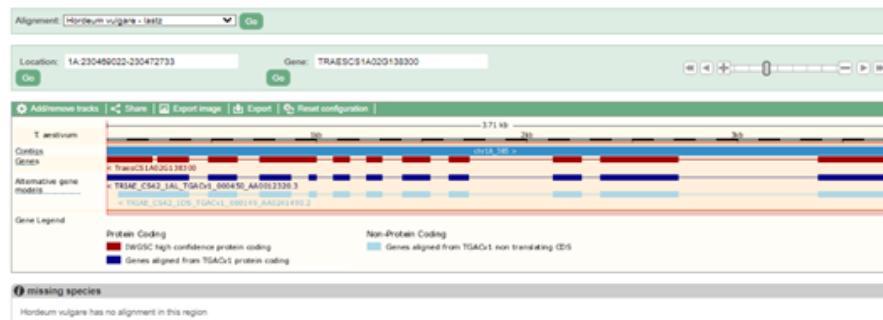 Alignment: Hordeum vulgare - lastz Go
Location: 1A:230469022-230472733 Gene: TRAESCS1A02G138300
Go Go
Add/remove tracks Share Export image Export Reset configuration
3.71 kb
T. aestivum 1kb 2kb 3kb
Contigs
Genes
< TraesCS1A02G138300
Alternative gene models
< TRIAE_CS42_1AL_TGACv1_000450_AA0012320.3
Gene Legend
Protein Coding Non-Protein Coding
IWGSC high confidence protein coding Genes aligned from TGACv1 non translating CDS
Genes aligned from TGACv1 protein coding
missing species
Hordeum vulgare has no alignment in this region